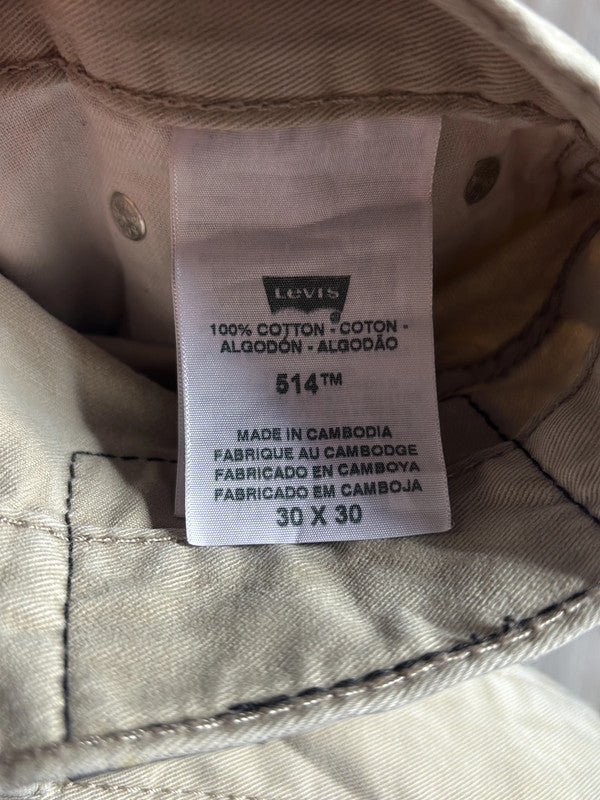 Levi's
100% COTTON - COTON -
ALGODÓN - ALGODÃO
514™
MADE IN CAMBODIA
FABRIQUE AU CAMBODGE
FABRICADO EN CAMBOYA
FABRICADO EM CAMBOJA
30 X 30